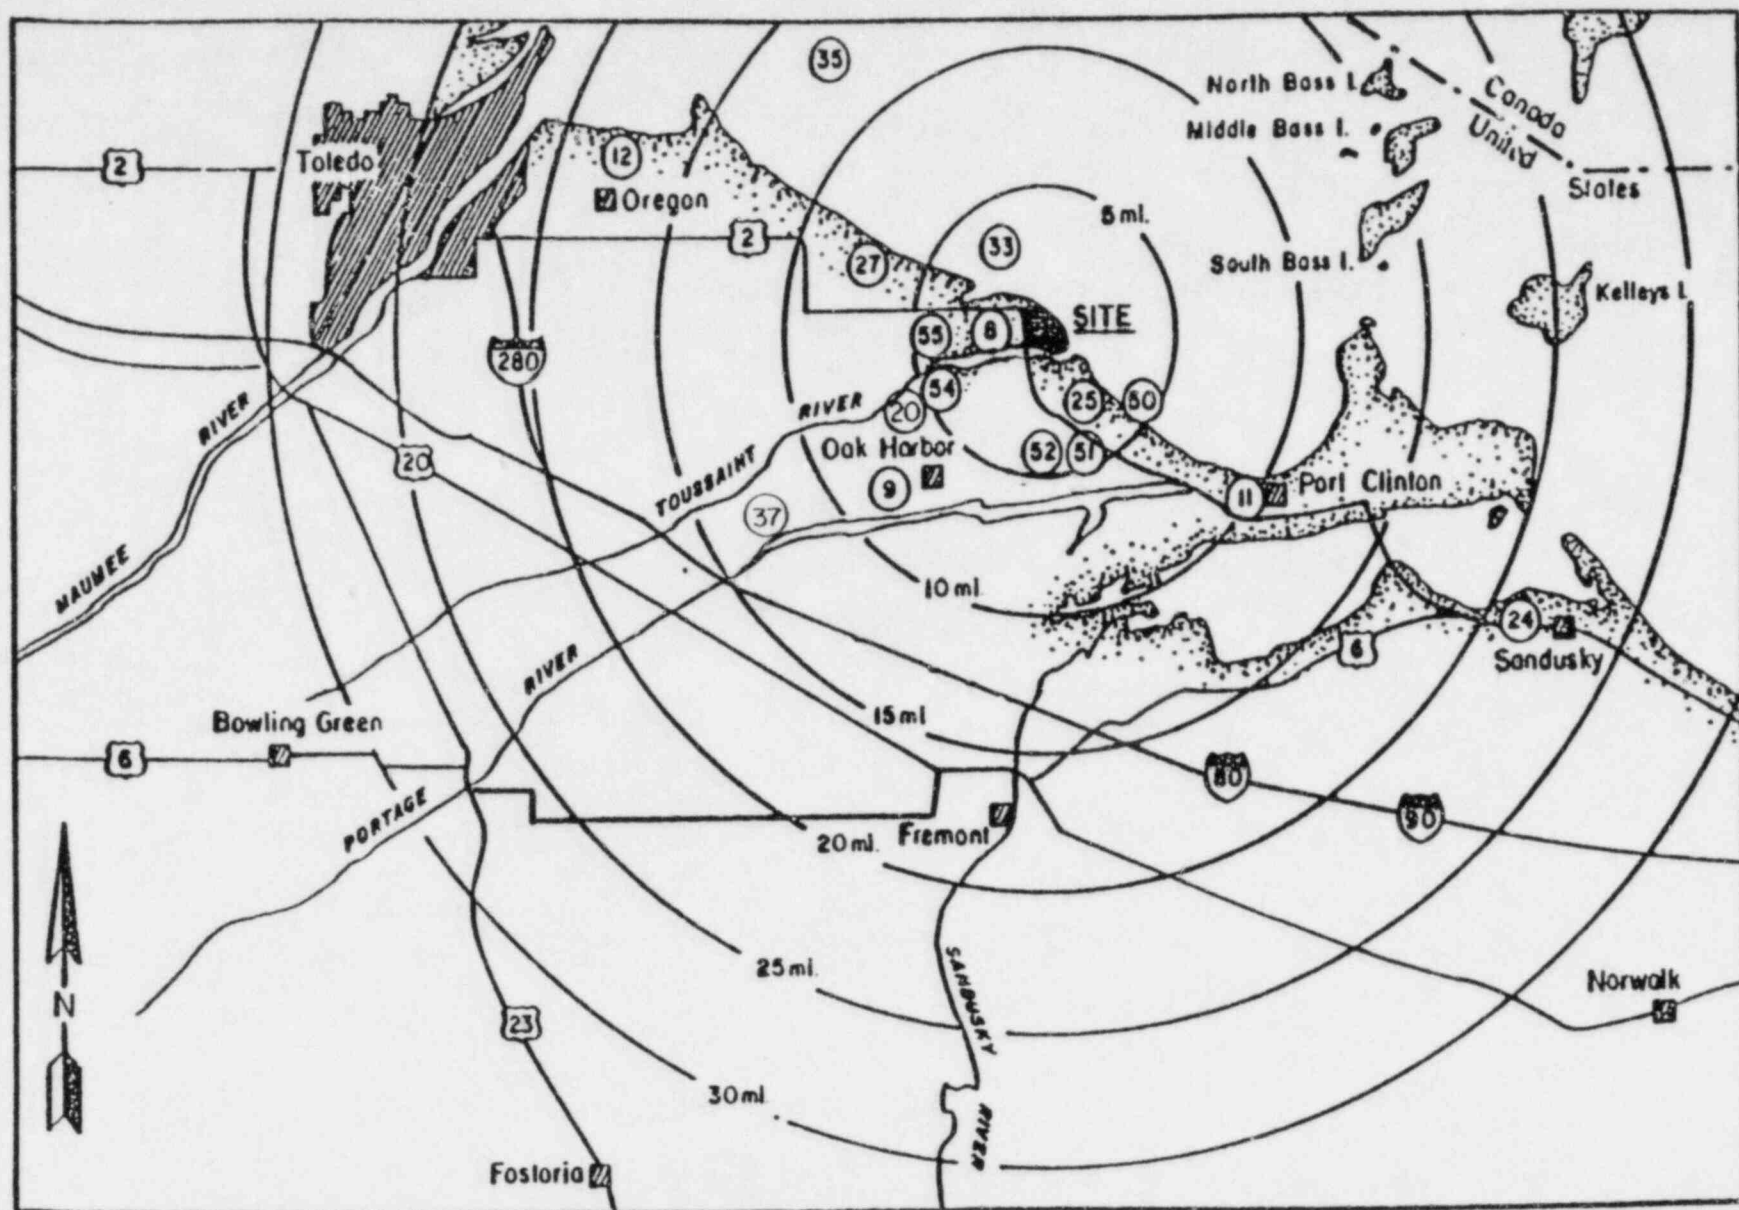 35
North Bass I.
Canada
United
States
Middle Bass I.
12
2
Toledo
Oregon
5 mi.
2
33
27
South Bass I.
Kelleys I.
SITE
55
8
280
54
25
50
20
RIVER
RIVER
Oak Harbor
52
51
20
TOUSSAINT
9
11
Port Clinton
37
MAUMEE
10 mi.
24
6
Sandusky
RIVER
Bowling Green
15 mi
6
80
90
PORTAGE
Fremont
20 mi.
25 mi.
SANDUSKY
RIVER
Norwalk
N
23
30 mi.
Fostoria